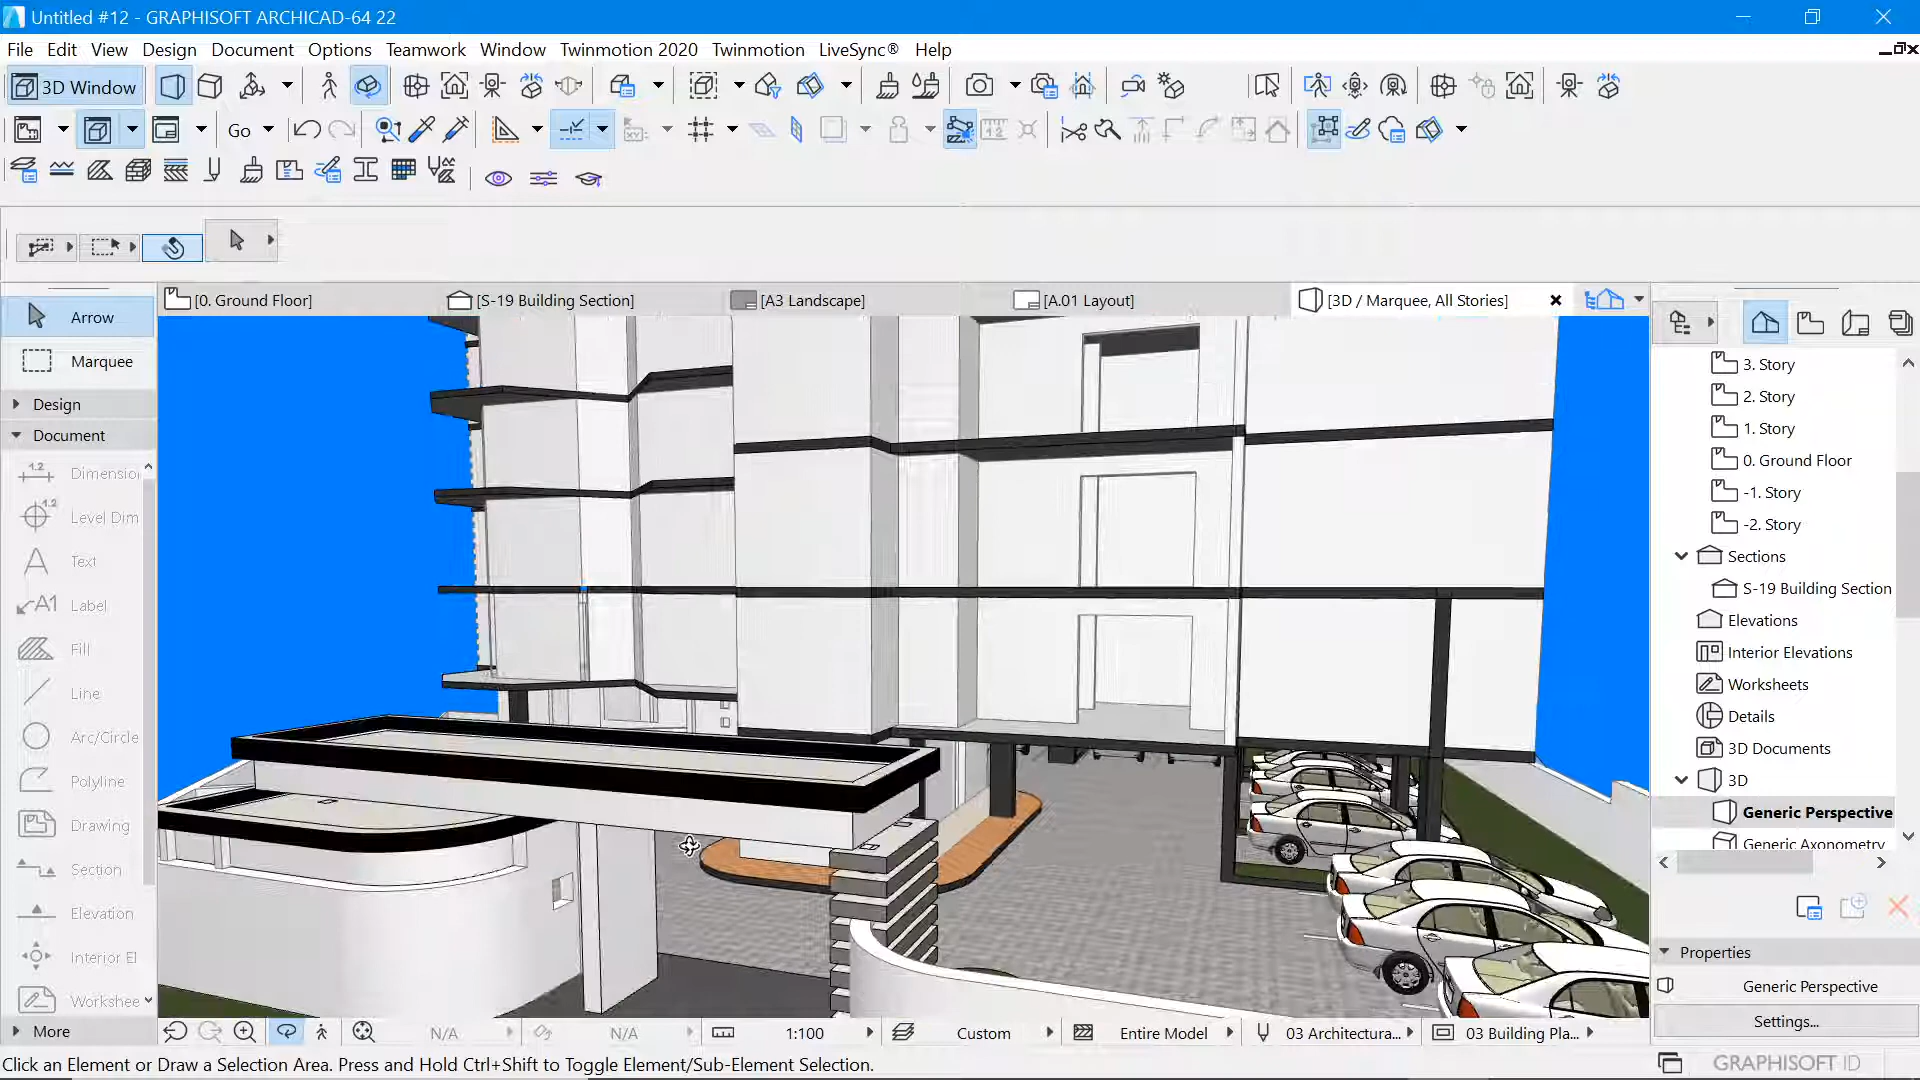 Untitled #12 - GRAPHISOFT ARCHICAD-64 22
File Edit View Design Document Options Teamwork Window Twinmotion 2020 Twinmotion LiveSync® Help
3D Window
Go
[0. Ground Floor] [S-19 Building Section] [A3 Landscape] [A.01 Layout] [3D / Marquee, All Stories]
Arrow
Marquee
Design
Document
Dimensio
Level Dim
Text
Label
Fill
Line
Arc/Circle
Polyline
Drawing
Section
Elevation
Interior El
Workshee
More
3. Story
2. Story
1. Story
0. Ground Floor
-1. Story
-2. Story
Sections
S-19 Building Section
Elevations
Interior Elevations
Worksheets
Details
3D Documents
3D
Generic Perspective
Generic Axonometry
Properties
Generic Perspective
Settings...
N/A N/A 1:100 Custom Entire Model 03 Architectura... 03 Building Pla...
Click an Element or Draw a Selection Area. Press and Hold Ctrl+Shift to Toggle Element/Sub-Element Selection.
GRAPHISOFT ID